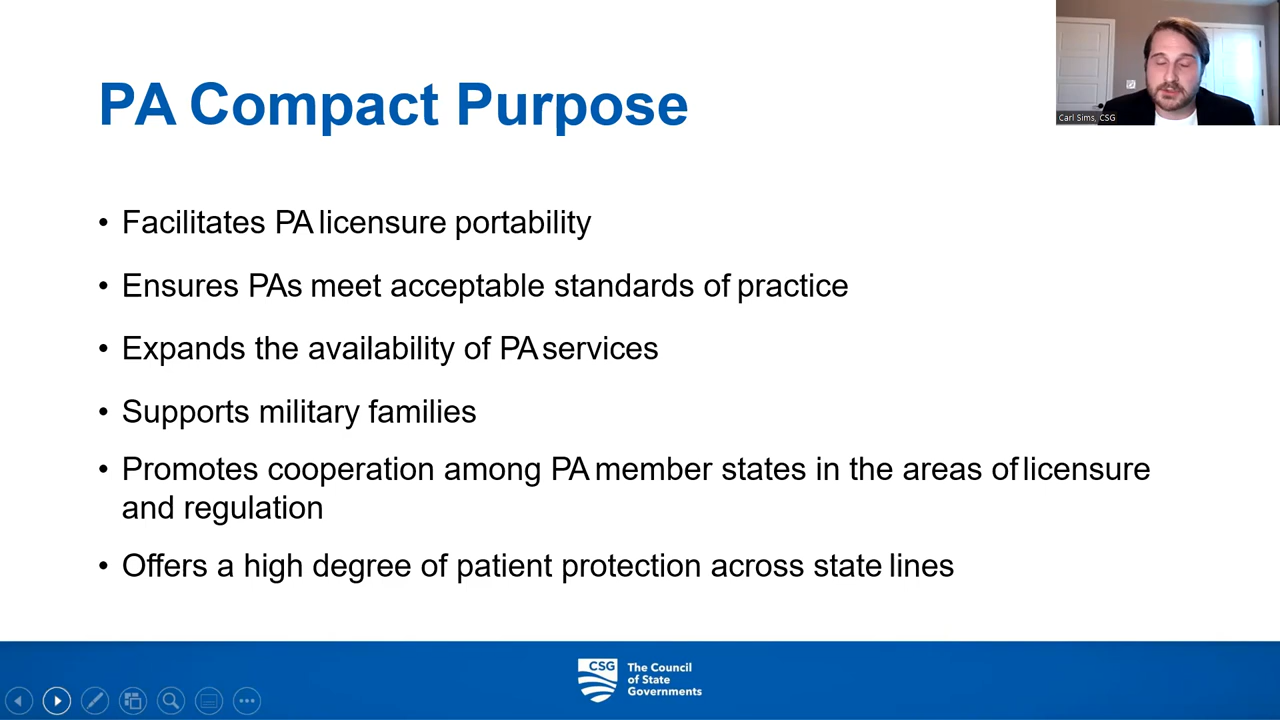 PA Compact Purpose
Carl Sims, CSG
• Facilitates PA licensure portability
• Ensures PAs meet acceptable standards of practice
• Expands the availability of PA services
• Supports military families
• Promotes cooperation among PA member states in the areas of licensure
and regulation
• Offers a high degree of patient protection across state lines
CSG
The Council
of State
Governments